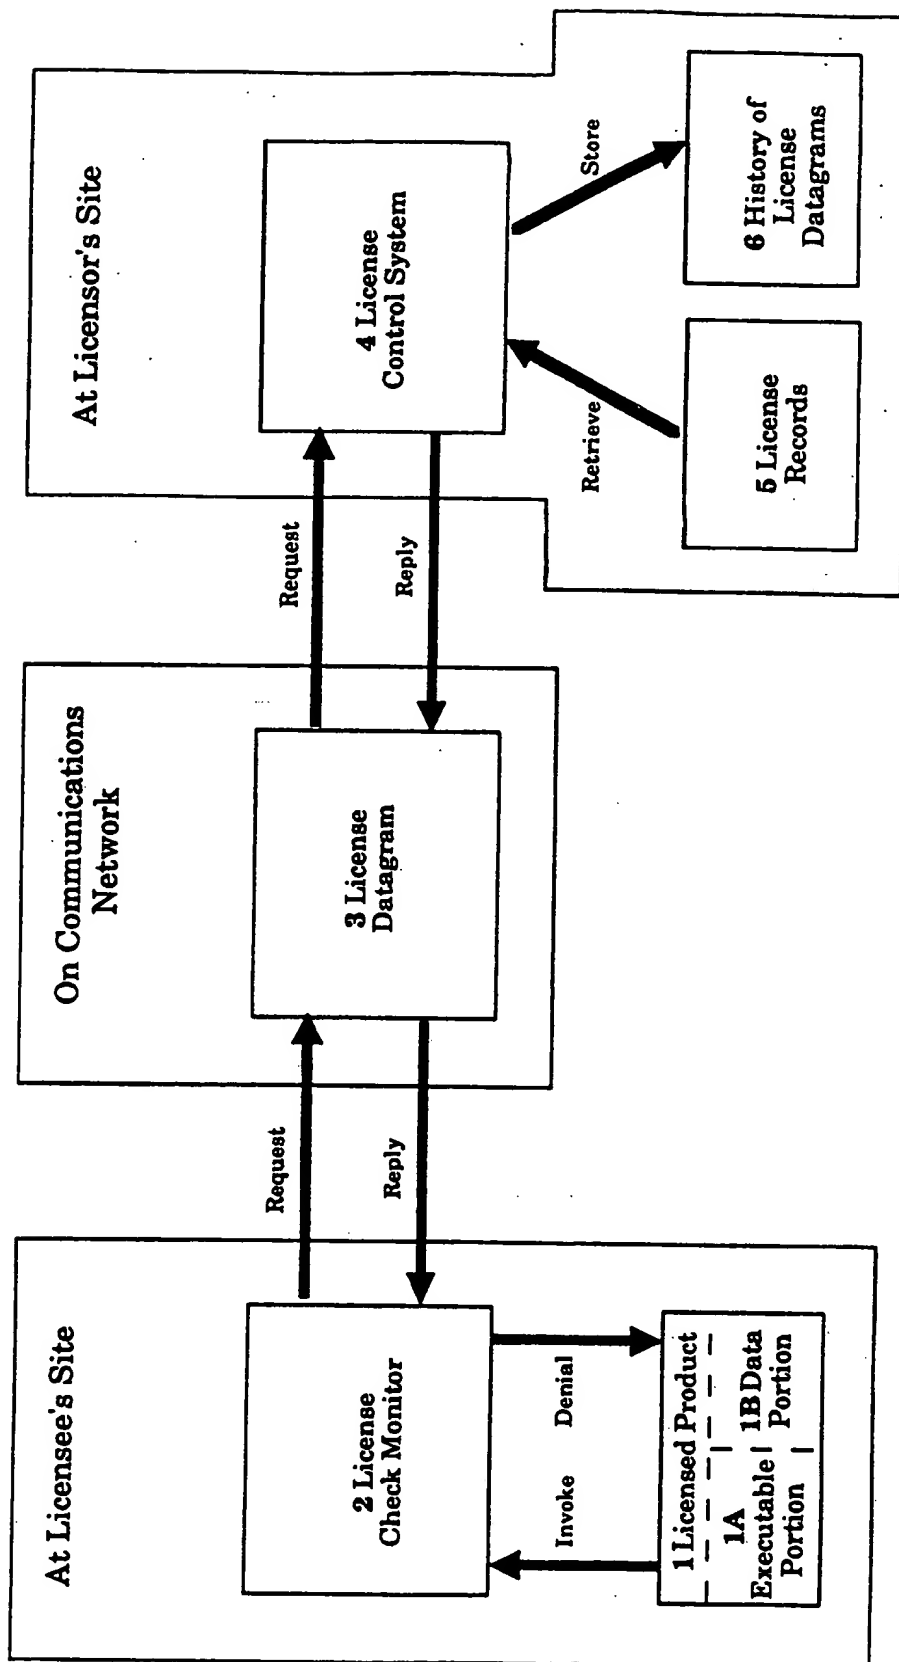 At Licensee's Site
2 License
Check Monitor
Invoke
Denial
1 Licensed Product
1A
Executable
Portion
1B Data
Portion
Request
Reply
On Communications
Network
3 License
Datagram
Request
Reply
At Licensor's Site
4 License
Control System
Retrieve
Store
5 License
Records
6 History of
License
Datagrams